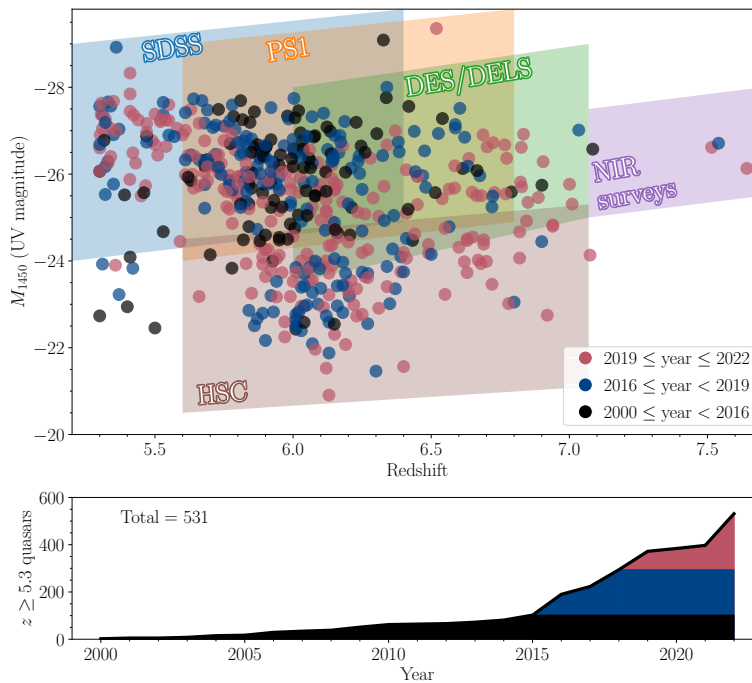 SDSS
PS1
DES/DELS
NIR
surveys
HSC
−28
−26
−24
−22
−20
M1450 (UV magnitude)
5.5
6.0
6.5
7.0
7.5
Redshift
2019 ≤ year ≤ 2022
2016 ≤ year < 2019
2000 ≤ year < 2016
Total = 531
600
400
200
0
z ≥ 5.3 quasars
2000
2005
2010
2015
2020
Year